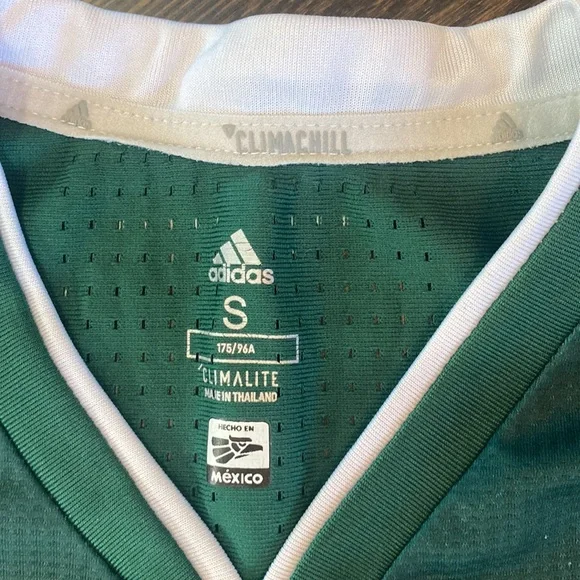 CLIMACHILL
adidas
S
175/96A
CLIMALITE
MADE IN THAILAND
HECHO EN
MÉXICO